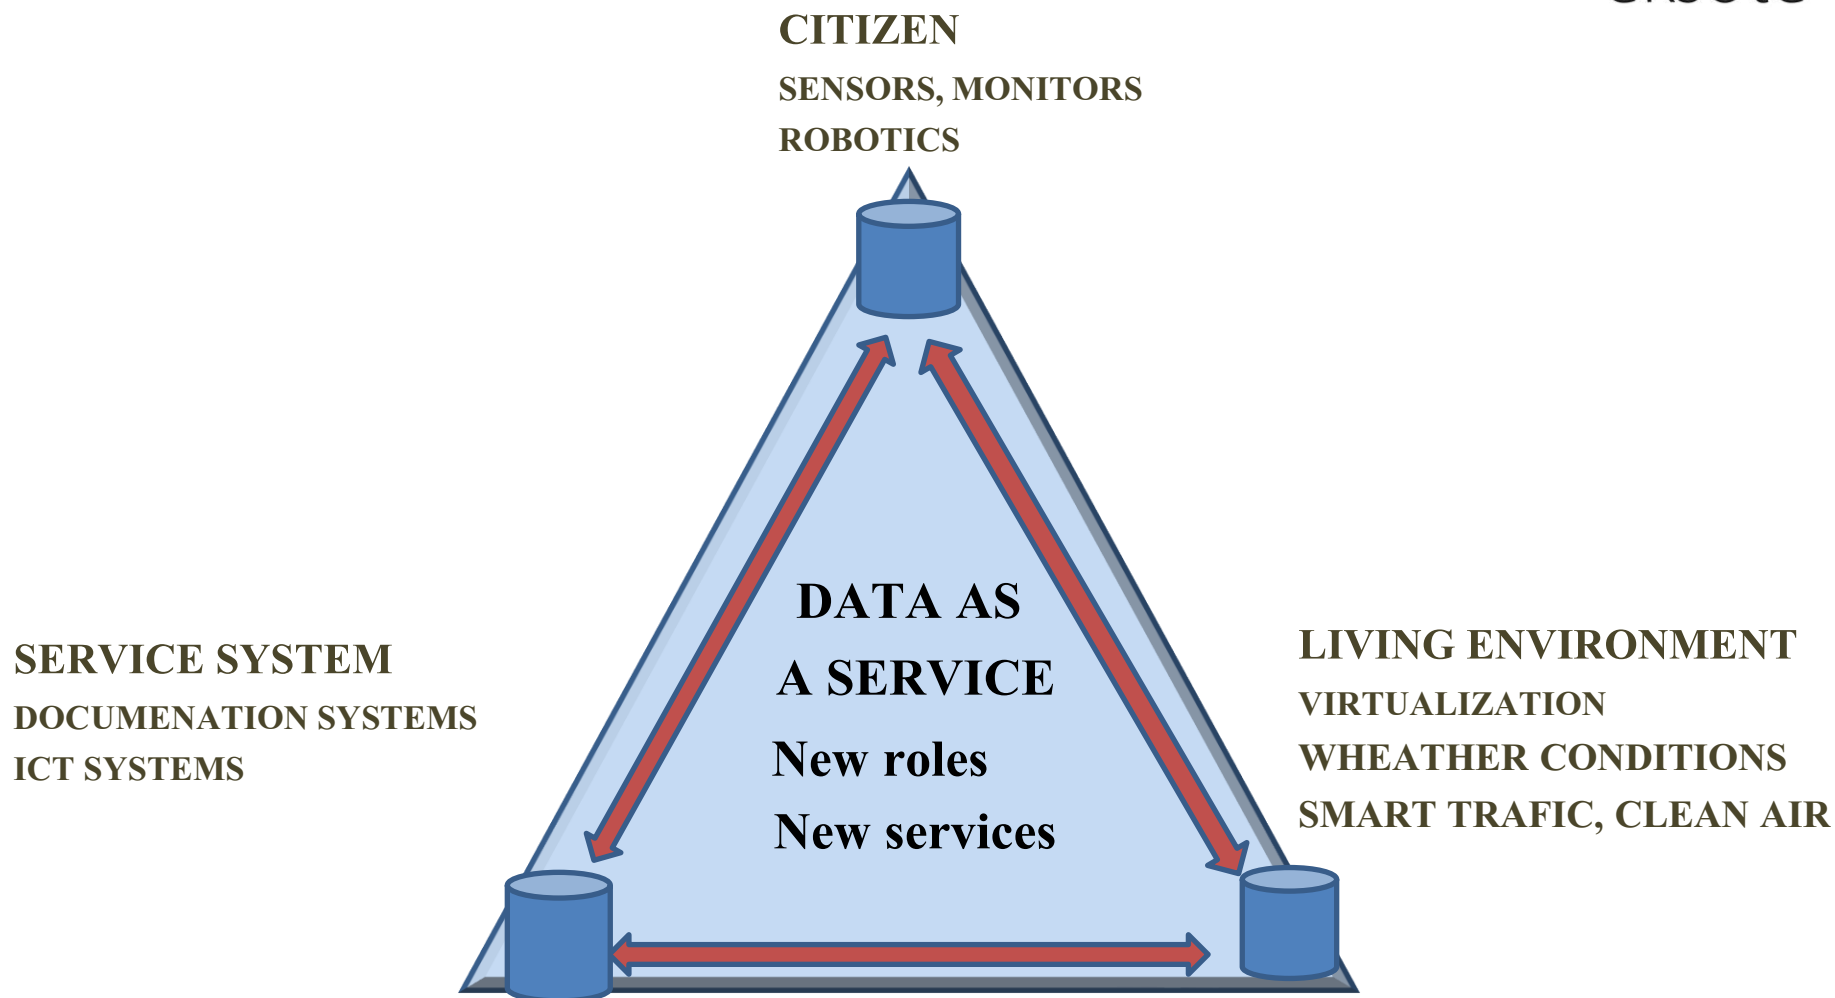 CITIZEN
SENSORS, MONITORS
ROBOTICS
DATA AS
A SERVICE
New roles
New services
SERVICE SYSTEM
DOCUMENATION SYSTEMS
ICT SYSTEMS
LIVING ENVIRONMENT
VIRTUALIZATION
WHEATHER CONDITIONS
SMART TRAFIC, CLEAN AIR